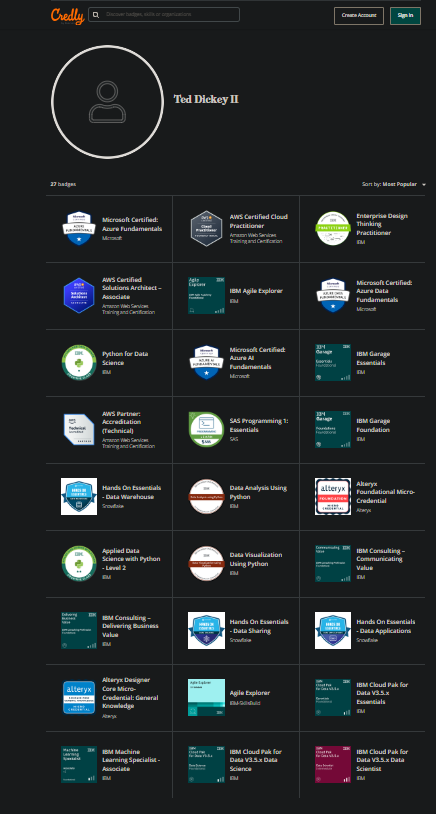 Credly
Discover badges, skills or organizations
Create Account
Sign In
Ted Dickey II
27 badges
Sort by: Most Popular
Microsoft Certified:
Azure Fundamentals
Microsoft
AWS Certified Cloud
Practitioner
Amazon Web Services
Training and Certification
Enterprise Design
Thinking
Practitioner
IBM
AWS Certified
Solutions Architect –
Associate
Amazon Web Services
Training and Certification
IBM Agile Explorer
IBM
Microsoft Certified:
Azure Data
Fundamentals
Microsoft
Python for Data
Science
IBM
Microsoft Certified:
Azure AI
Fundamentals
Microsoft
IBM Garage
Essentials
IBM
AWS Partner:
Accreditation
(Technical)
Amazon Web Services
Training and Certification
SAS Programming 1:
Essentials
SAS
IBM Garage
Foundation
IBM
Hands On Essentials
- Data Warehouse
Snowflake
Data Analysis Using
Python
IBM
Alteryx
Foundational Micro-
Credential
Alteryx
Applied Data
Science with Python
- Level 2
IBM
Data Visualization
Using Python
IBM
IBM Consulting –
Communicating
Value
IBM
IBM Consulting –
Delivering Business
Value
IBM
Hands On Essentials
- Data Sharing
Snowflake
Hands On Essentials
- Data Applications
Snowflake
Alteryx Designer
Core Micro-
Credential: General
Knowledge
Alteryx
Agile Explorer
IBM-SkillsBuild
IBM Cloud Pak for
Data V3.5.x
Essentials
IBM
IBM Machine
Learning Specialist -
Associate
IBM
IBM Cloud Pak for
Data V3.5.x Data
Science
IBM
IBM Cloud Pak for
Data V3.5.x Data
Scientist
IBM